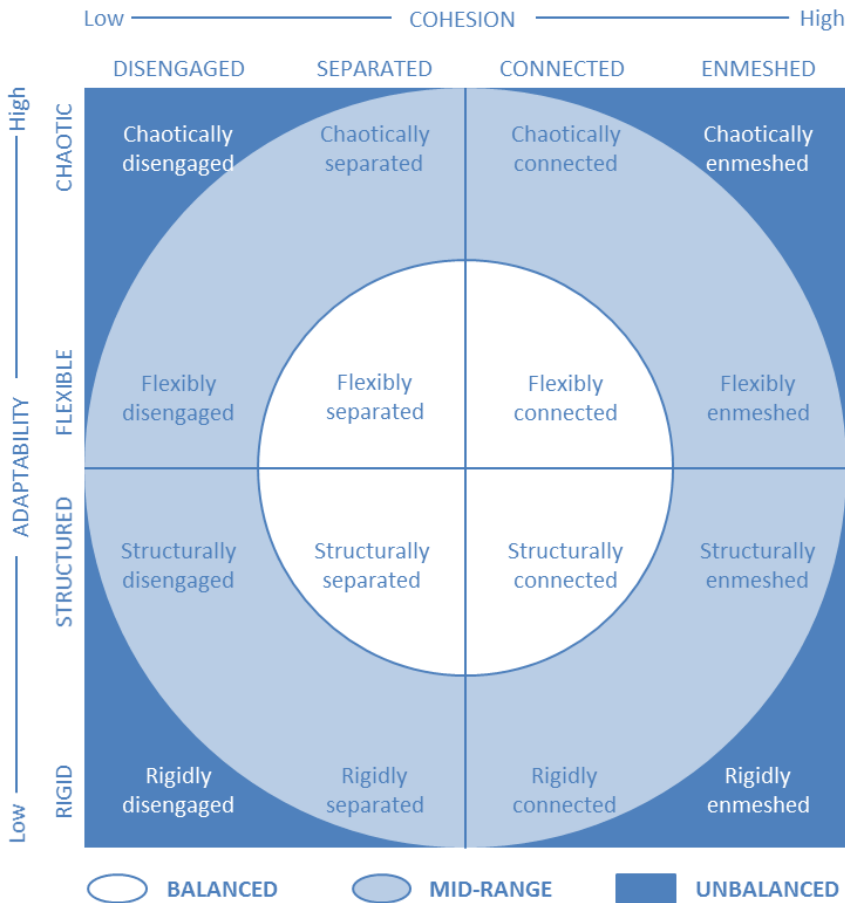 Low COHESION High
DISENGAGED SEPARATED CONNECTED ENMESHED
High
ADAPTABILITY
Low
CHAOTIC
FLEXIBLE
STRUCTURED
RIGID
Chaotically Chaotically Chaotically Chaotically
disengaged separated connected enmeshed
Flexibly Flexibly Flexibly Flexibly
disengaged separated connected enmeshed
Structurally Structurally Structurally Structurally
disengaged separated connected enmeshed
Rigidly Rigidly Rigidly Rigidly
disengaged separated connected enmeshed
BALANCED MID-RANGE UNBALANCED